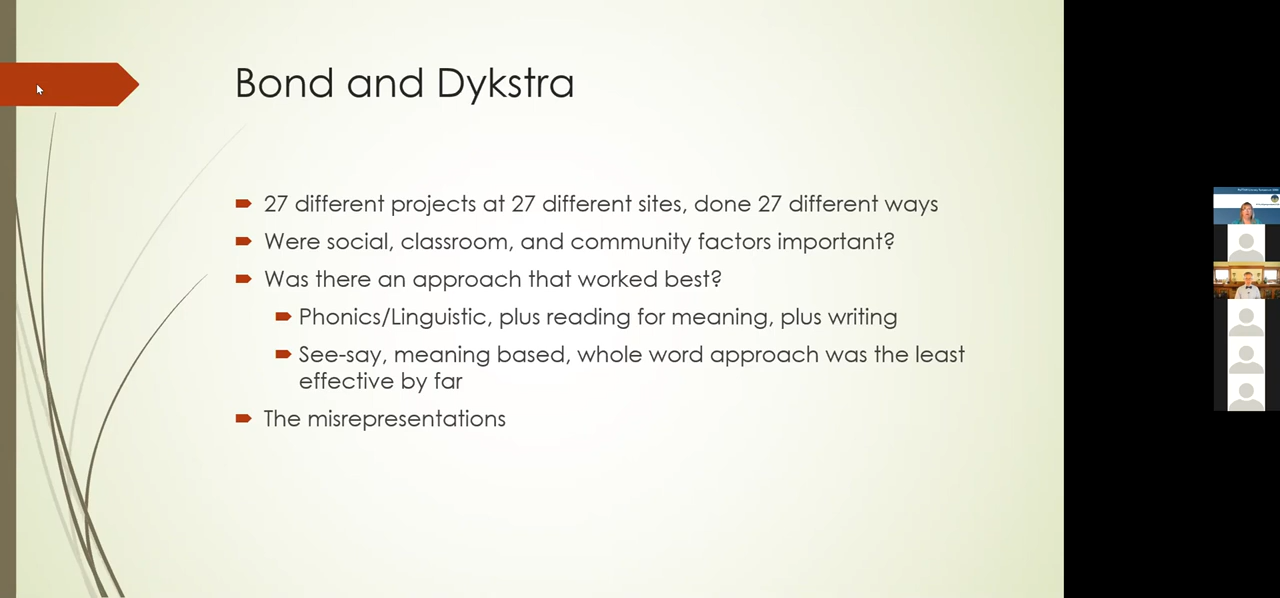 Bond and Dykstra
27 different projects at 27 different sites, done 27 different ways
Were social, classroom, and community factors important?
Was there an approach that worked best?
Phonics/Linguistic, plus reading for meaning, plus writing
See-say, meaning based, whole word approach was the least
effective by far
The misrepresentations